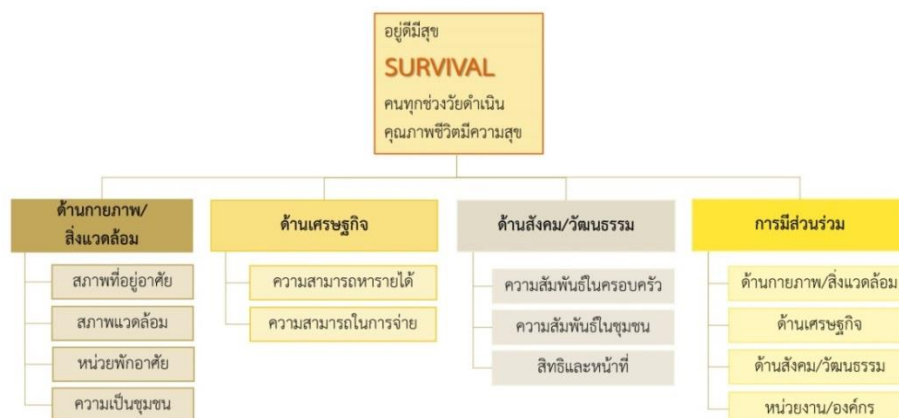 อยู่ดีมีสุข
SURVIVAL
คนทุกช่วงวัยดำเนิน
คุณภาพชีวิตมีความสุข
ด้านกายภาพ/
สิ่งแวดล้อม
สภาพที่อยู่อาศัย
สภาพแวดล้อม
หน่วยพักอาศัย
ความเป็นชุมชน
ด้านเศรษฐกิจ
ความสามารถหารายได้
ความสามารถในการจ่าย
ด้านสังคม/วัฒนธรรม
ความสัมพันธ์ในครอบครัว
ความสัมพันธ์ในชุมชน
สิทธิและหน้าที่
การมีส่วนร่วม
ด้านกายภาพ/สิ่งแวดล้อม
ด้านเศรษฐกิจ
ด้านสังคม/วัฒนธรรม
หน่วยงาน/องค์กร